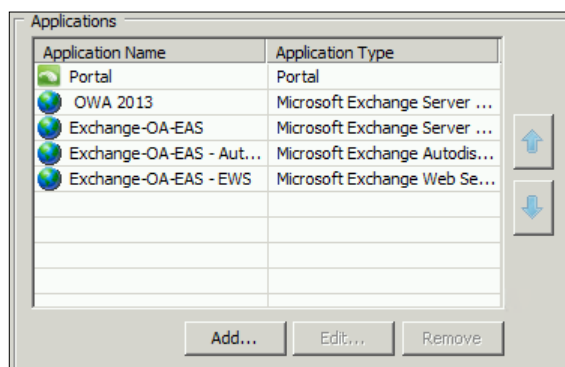 Applications
Application Name Application Type
Portal Portal
OWA 2013 Microsoft Exchange Server ...
Exchange-OA-EAS Microsoft Exchange Server ...
Exchange-OA-EAS - Aut... Microsoft Exchange Autodis...
Exchange-OA-EAS - EWS Microsoft Exchange Web Se...
Add... Edit... Remove